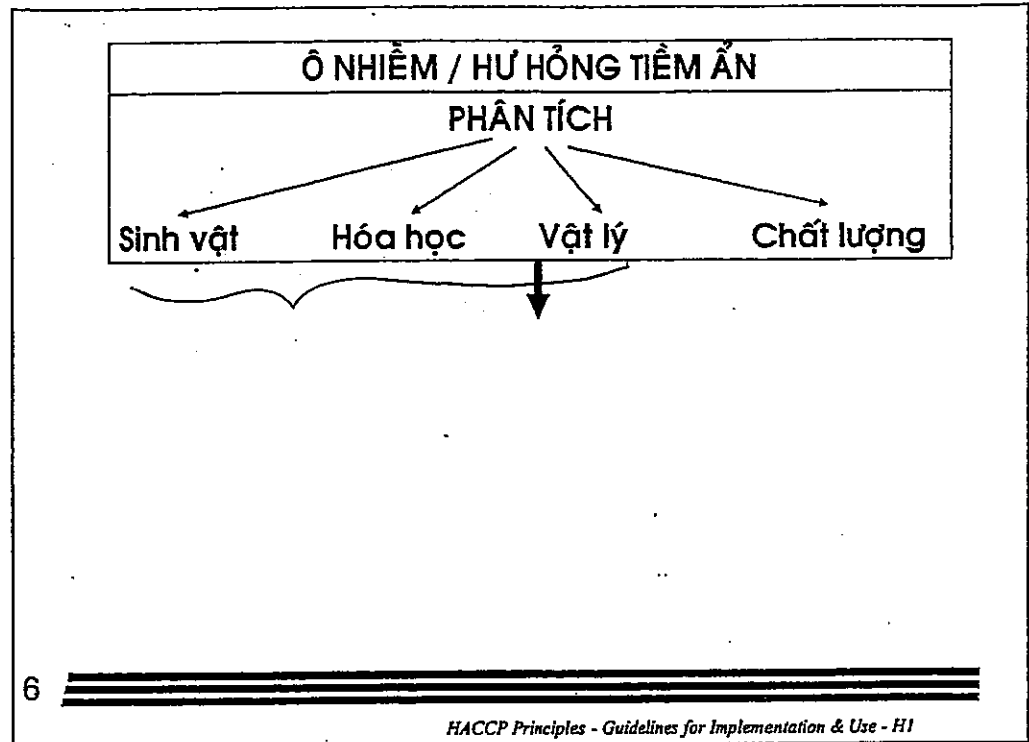 Ô NHIỄM / HƯ HỎNG TIỀM ẨN
PHÂN TÍCH
Sinh vật Hóa học Vật lý Chất lượng
6
HACCP Principles - Guidelines for Implementation & Use - H1